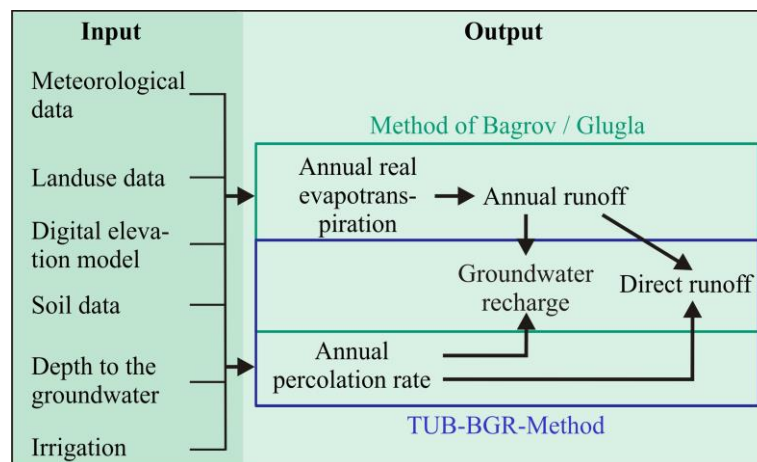 Input
Output
Meteorological
data
Landuse data
Digital eleva-
tion model
Soil data
Depth to the
groundwater
Irrigation
Method of Bagrov / Glugla
Annual real
evapotrans-
piration
Annual runoff
Groundwater
recharge
Direct runoff
Annual
percolation rate
TUB-BGR-Method